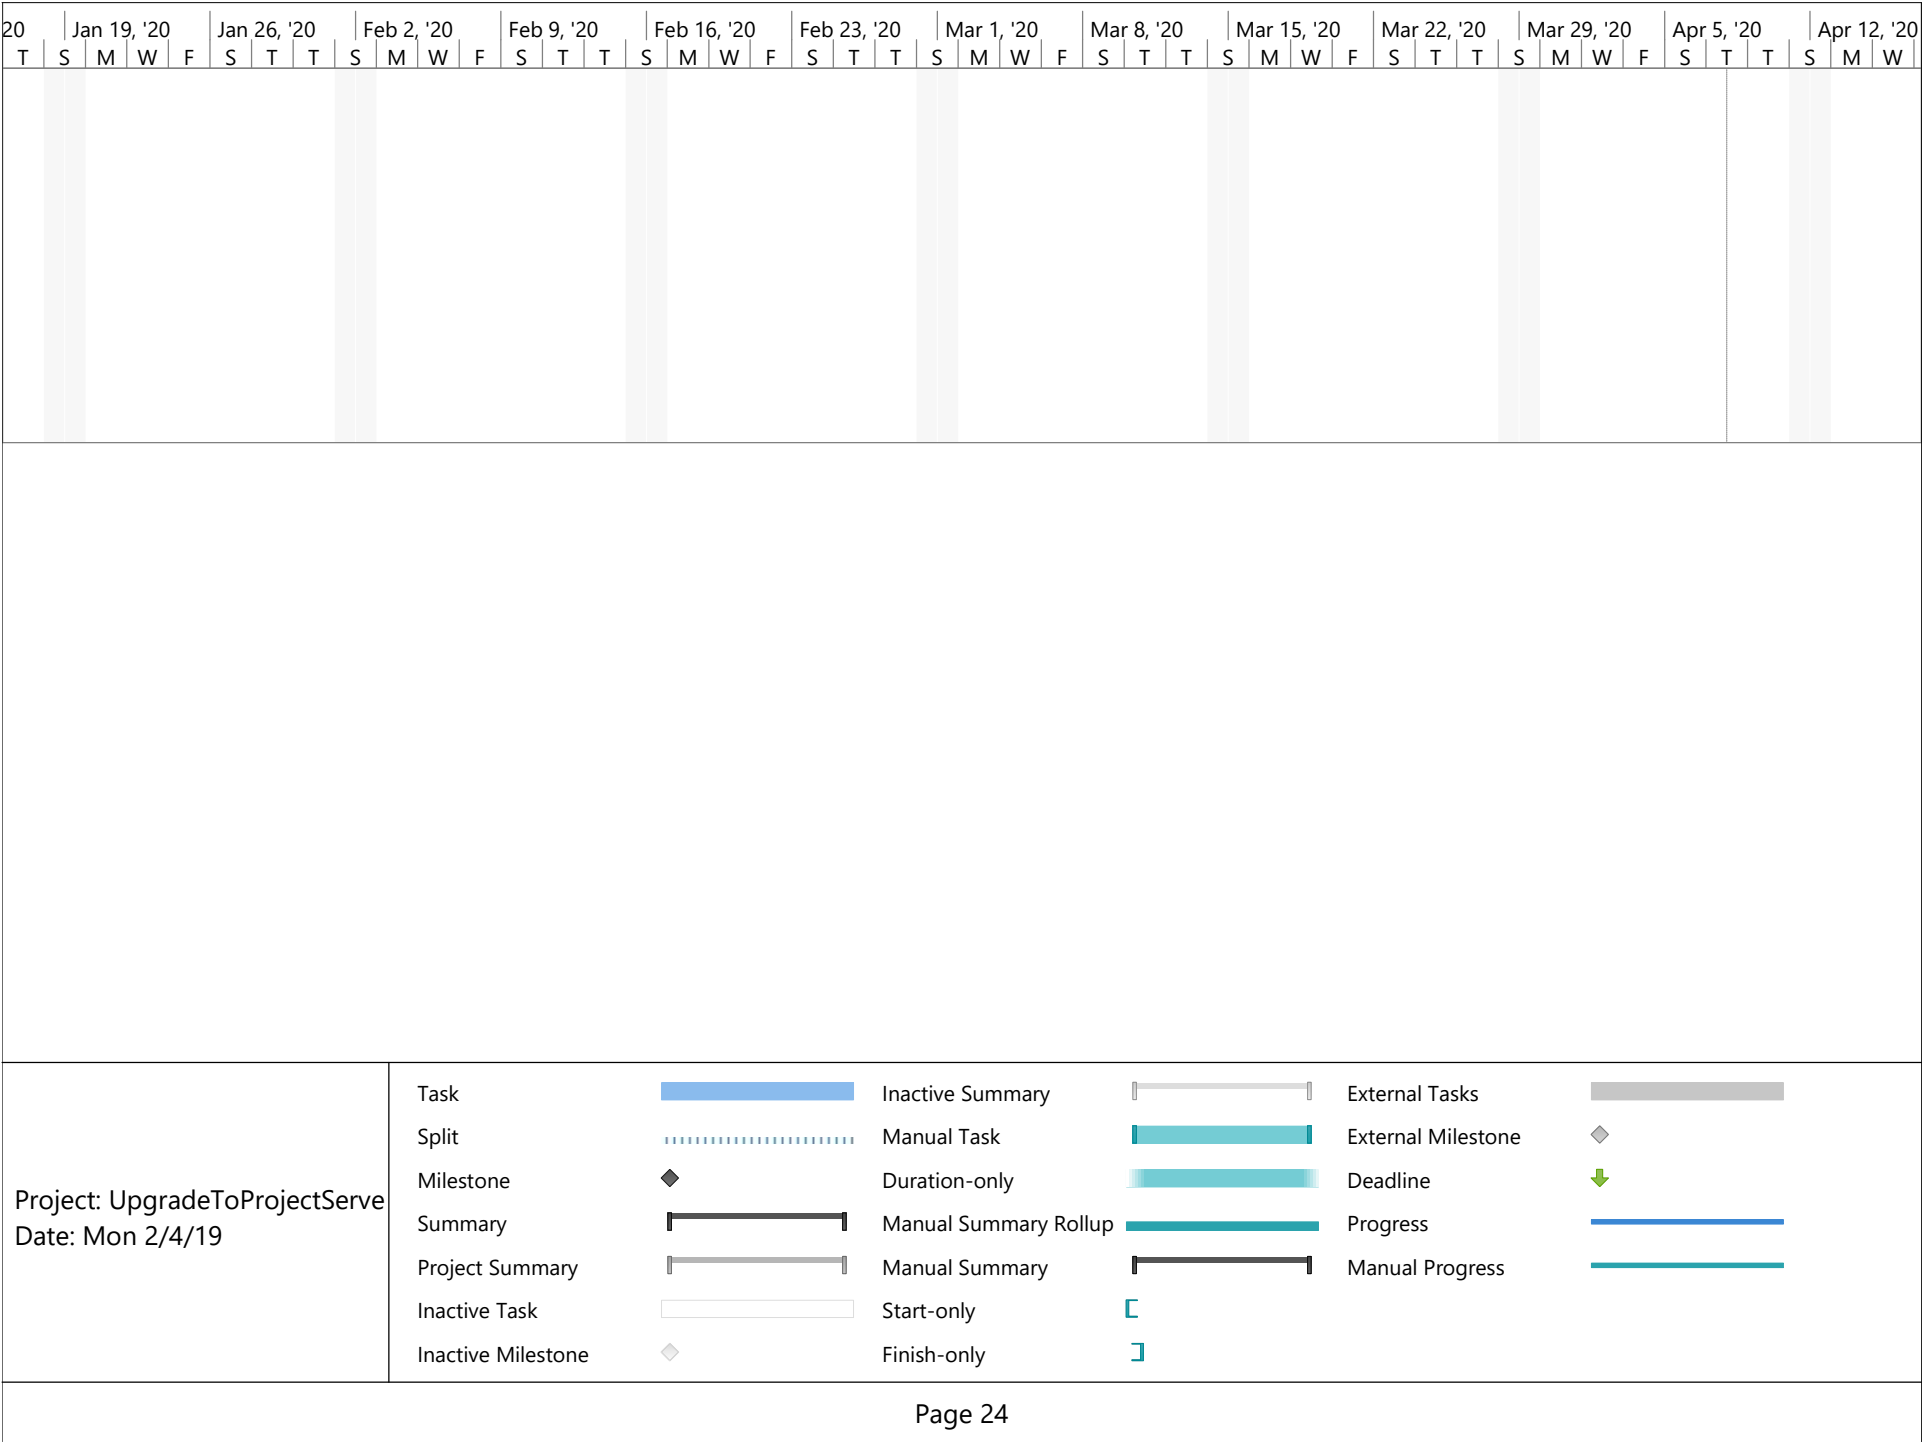 20 Jan 19, '20 Jan 26, '20 Feb 2, '20 Feb 9, '20 Feb 16, '20 Feb 23, '20 Mar 1, '20 Mar 8, '20 Mar 15, '20 Mar 22, '20 Mar 29, '20 Apr 5, '20 Apr 12, '20
T S M W F S T T S M W F S T T S M W F S T T S M W F S T T S M W F S T T S M W F S T T S M W
Project: UpgradeToProjectServe
Date: Mon 2/4/19
Task
Split
Milestone
Summary
Project Summary
Inactive Task
Inactive Milestone
Inactive Summary
Manual Task
Duration-only
Manual Summary Rollup
Manual Summary
Start-only
Finish-only
External Tasks
External Milestone
Deadline
Progress
Manual Progress
Page 24